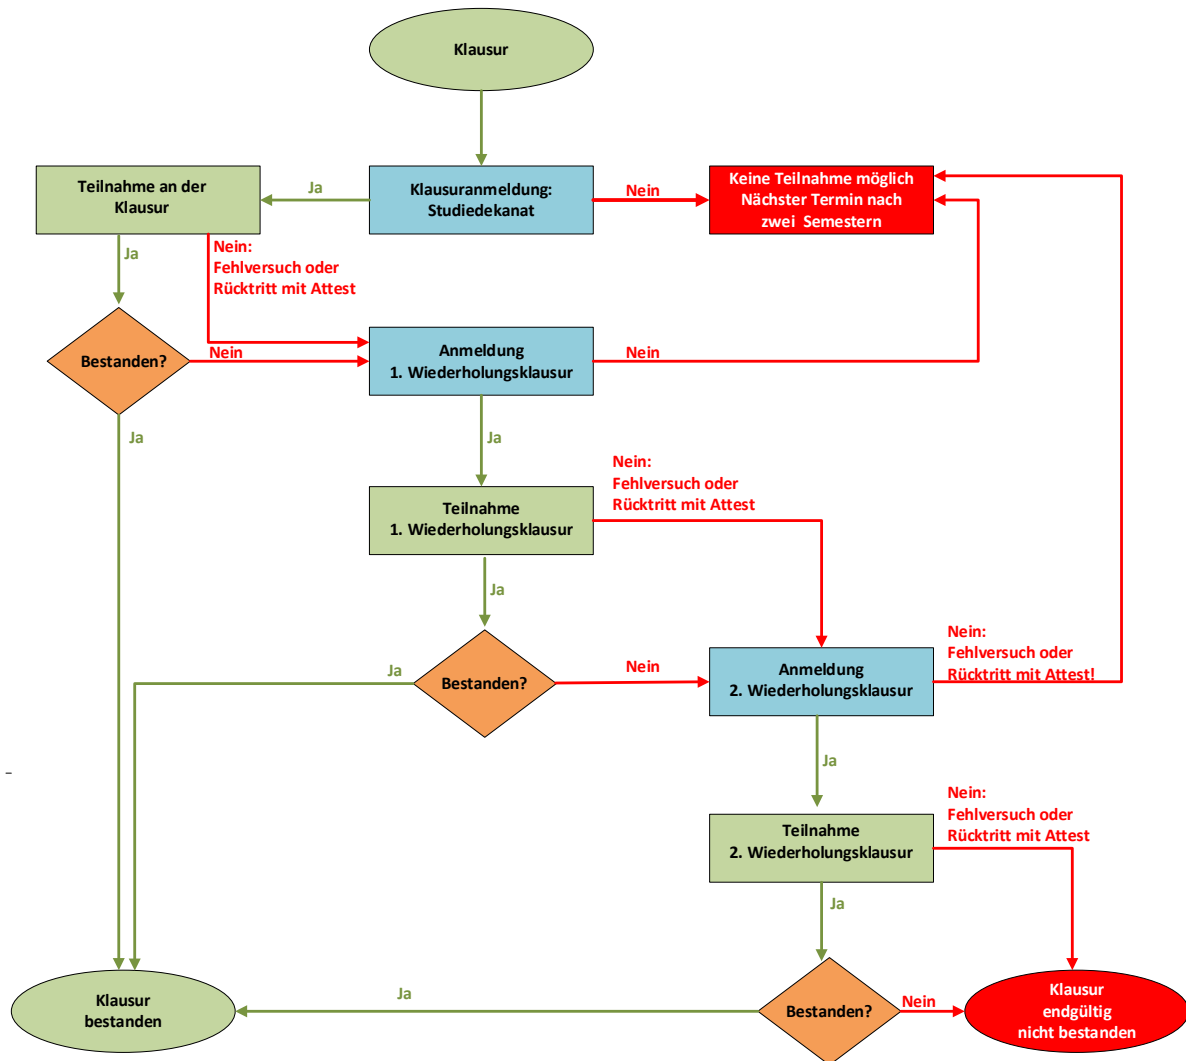 Klausur
Teilnahme an der
Klausur
Ja
Klausuranmeldung:
Studiedekanat
Nein
Keine Teilnahme möglich
Nächster Termin nach
zwei Semestern
Ja
Nein:
Fehlversuch oder
Rücktritt mit Attest
Bestanden?
Nein
Anmeldung
1. Wiederholungsklausur
Nein
Ja
Ja
Nein:
Fehlversuch oder
Rücktritt mit Attest
Teilnahme
1. Wiederholungsklausur
Ja
Ja
Bestanden?
Nein
Anmeldung
2. Wiederholungsklausur
Nein:
Fehlversuch oder
Rücktritt mit Attest!
Ja
-
Teilnahme
2. Wiederholungsklausur
Nein:
Fehlversuch oder
Rücktritt mit Attest
Ja
Klausur
bestanden
Ja
Bestanden?
Nein
Klausur
endgültig
nicht bestanden